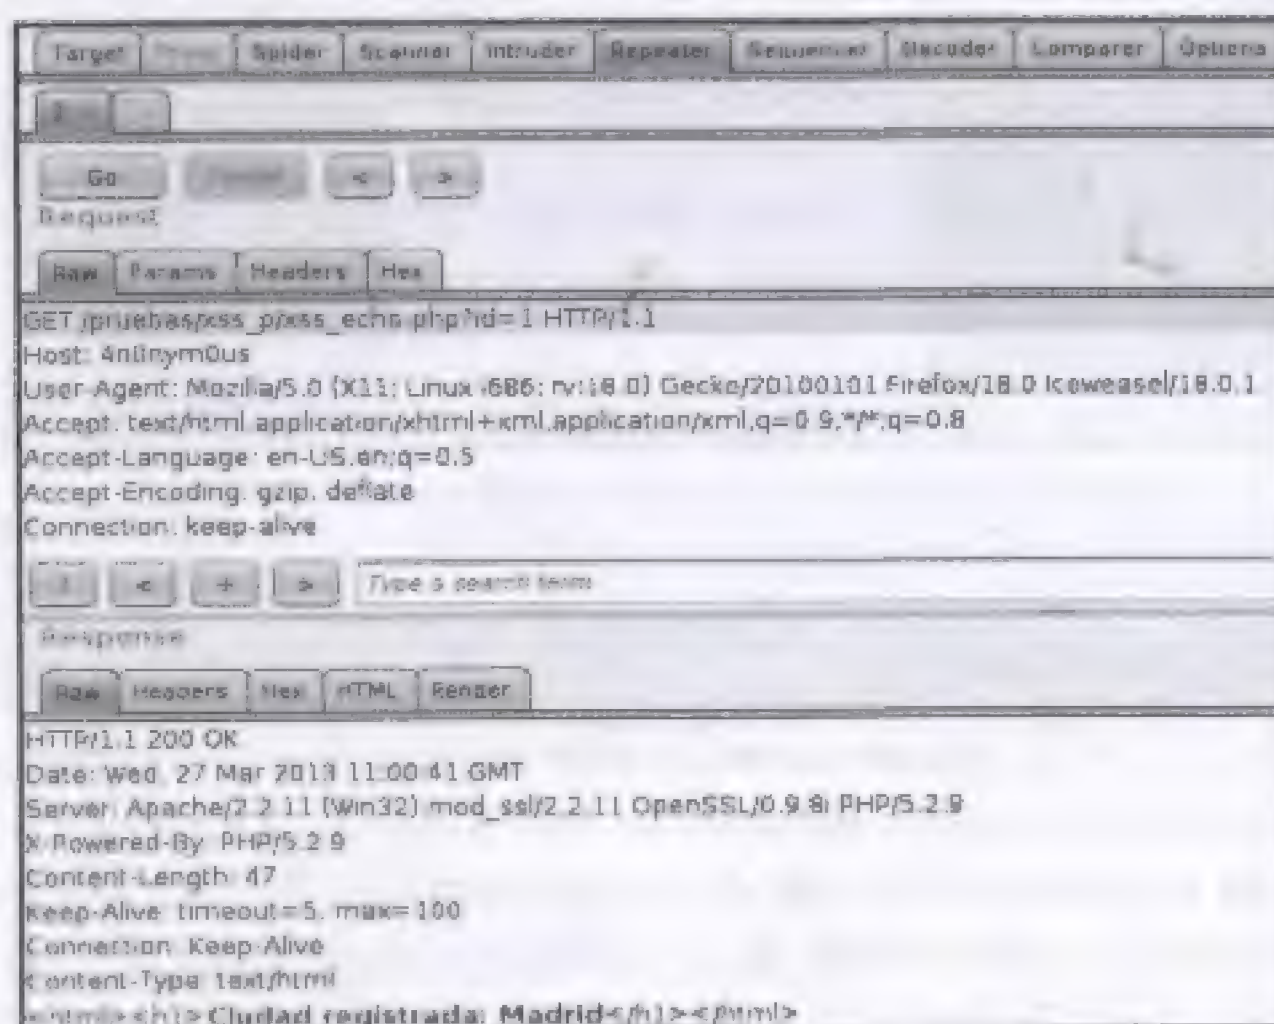 Target Spider Scanner Intruder Repeater Sequencer Decoder Comparer Options
Go < >
Request
Raw Params Headers Hex
GET /pruebas/xss_p/xss_echo.php?id=1 HTTP/1.1
Host: 4n0nym0us
User-Agent: Mozilla/5.0 (X11; Linux i686; rv:18.0) Gecko/20100101 Firefox/18.0 Iceweasel/18.0.1
Accept: text/html,application/xhtml+xml,application/xml;q=0.9,*/*;q=0.8
Accept-Language: en-US,en;q=0.5
Accept-Encoding: gzip, deflate
Connection: keep-alive
< + > Type a search term
Response
Raw Headers Hex HTML Render
HTTP/1.1 200 OK
Date: Wed, 27 Mar 2013 11:00:41 GMT
Server: Apache/2.2.11 (Win32) mod_ssl/2.2.11 OpenSSL/0.9.8i PHP/5.2.9
X-Powered-By: PHP/5.2.9
Content-Length: 47
Keep-Alive: timeout=5, max=100
Connection: Keep-Alive
Content-Type: text/html
<html><h1>Ciudad registrada: Madrid</h1></html>